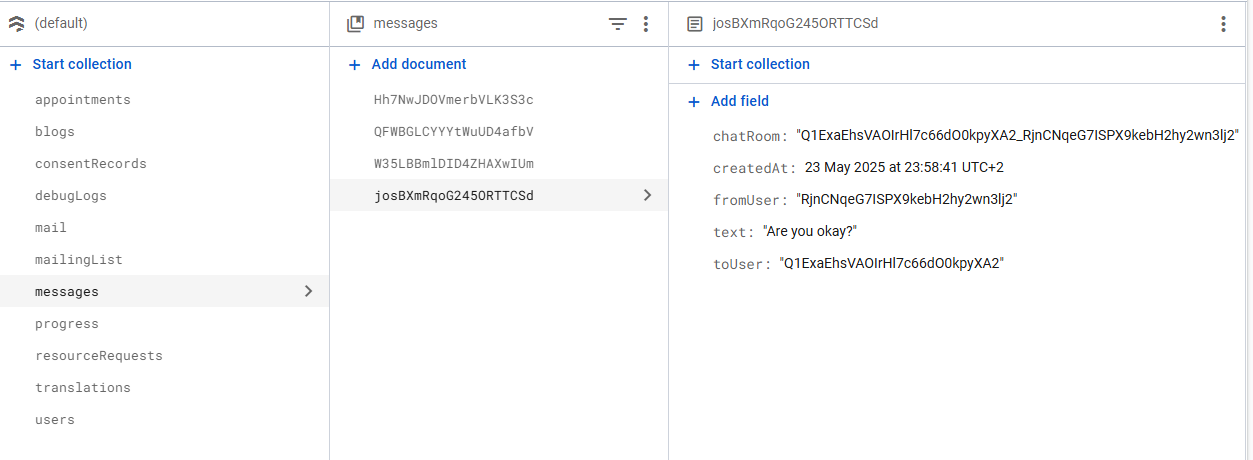 (default)
Start collection
appointments
blogs
consentRecords
debugLogs
mail
mailingList
messages
progress
resourceRequests
translations
users
messages
Add document
Hh7NwJDOVmerbVLK3S3c
QFWBGLCYYYtWuUD4afbV
W35LBBmlDID4ZHAXwIUm
josBXmRqoG245ORTTCSd
josBXmRqoG245ORTTCSd
Start collection
Add field
chatRoom: "Q1ExaEhsVAOIrHl7c66dO0kpyXA2_RjnCNqeG7ISPX9kebH2hy2wn3lj2"
createdAt: 23 May 2025 at 23:58:41 UTC+2
fromUser: "RjnCNqeG7ISPX9kebH2hy2wn3lj2"
text: "Are you okay?"
toUser: "Q1ExaEhsVAOIrHl7c66dO0kpyXA2"